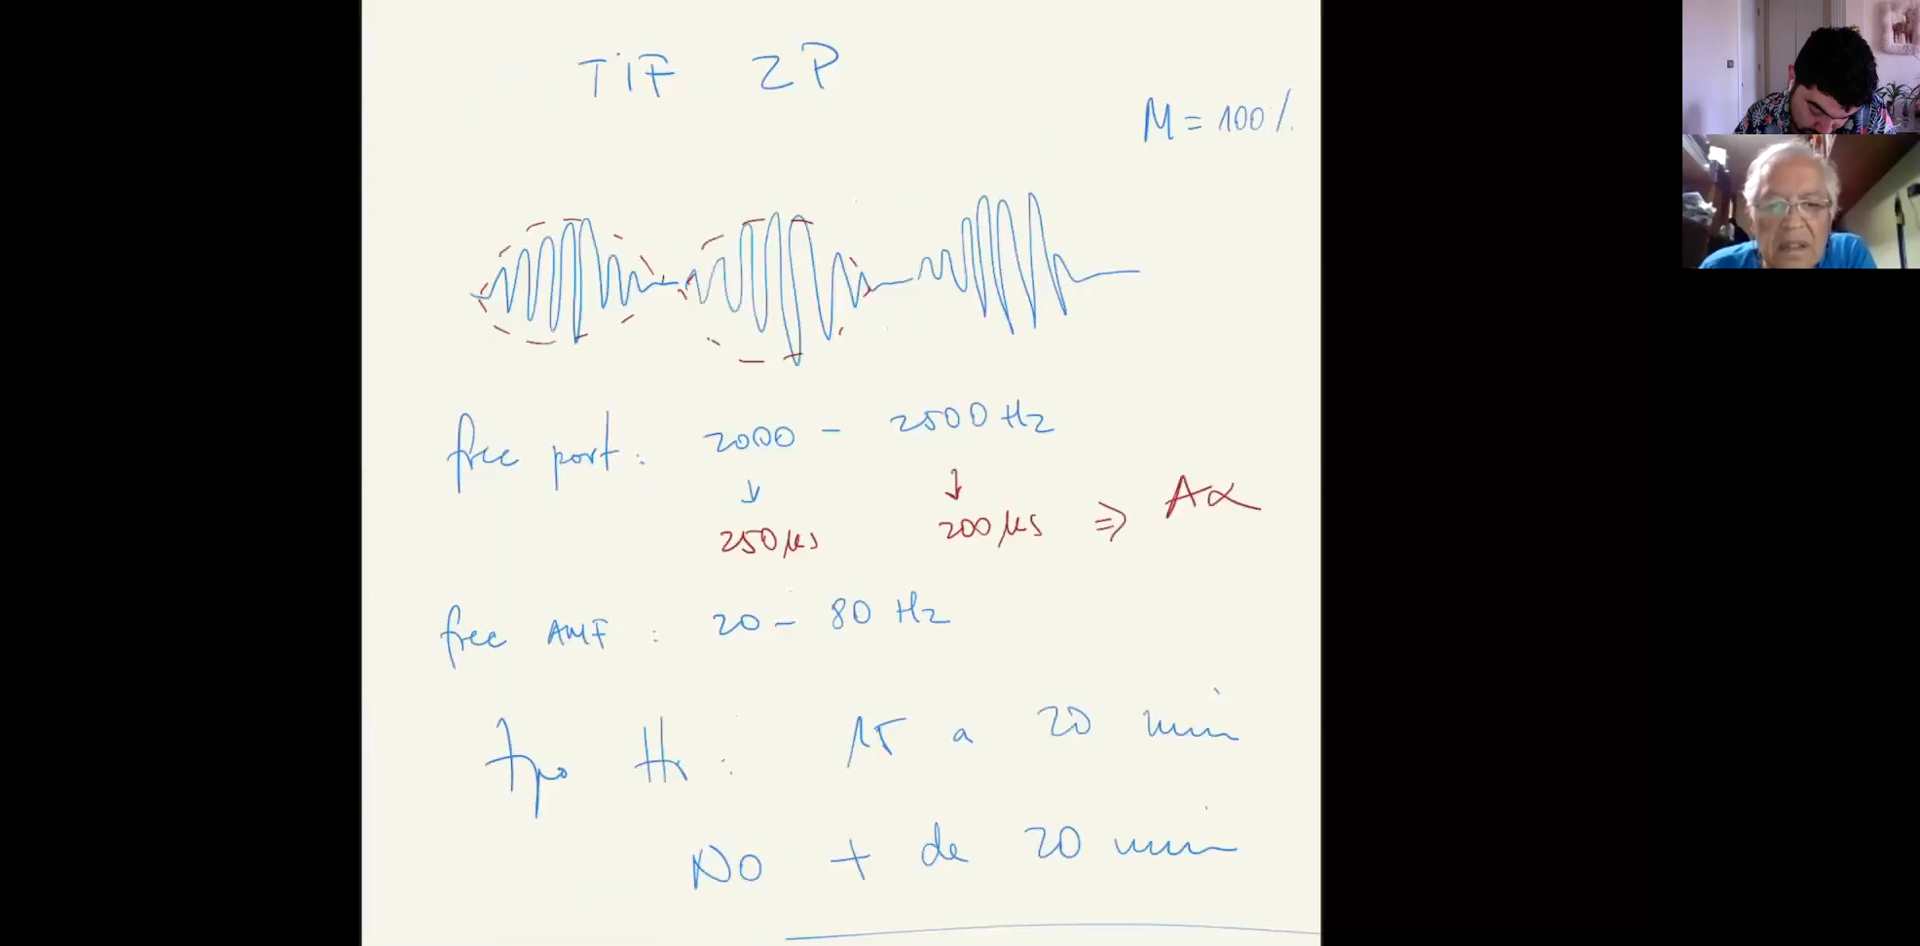 TIF 2P
M = 100%
frec port: 2000 - 2500 Hz
↓ ↓
250 µs 200 µs ⇒ Aα
frec AMF: 20 - 80 Hz
tpo : 15 a 20 min
NO + de 20 min